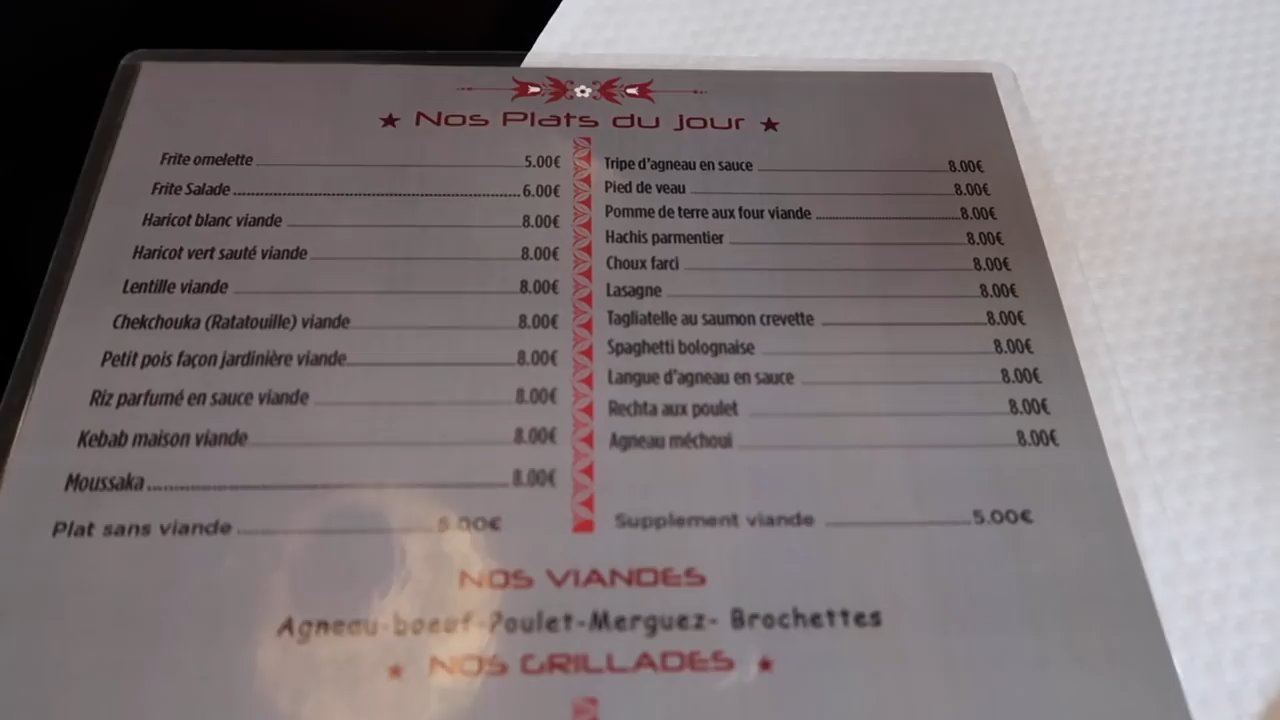 Nos Plats du Jour
Frite omelette 5.00€
Frite Salade 6.00€
Haricot blanc viande 8.00€
Haricot vert sauté viande 8.00€
Lentille viande 8.00€
Chekchouka (Ratatouille) viande 8.00€
Petit pois façon jardinière viande 8.00€
Riz parfumé en sauce viande 8.00€
Kebab maison viande 8.00€
Moussaka 8.00€
Plat sans viande
Tripe d'agneau en sauce 8.00€
Pied de veau 8.00€
Pomme de terre aux four viande 8.00€
Hachis parmentier 8.00€
Choux farci 8.00€
Lasagne 8.00€
Tagliatelle au saumon crevette 8.00€
Spaghetti bolognaise 8.00€
Langue d'agneau en sauce 8.00€
Rechta aux poulet 8.00€
Agneau méchoui 8.00€
Supplement viande 5.00€
NOS VIANDES
Agneau-boeuf-Poulet-Merguez- Brochettes
NOS GRILLADES